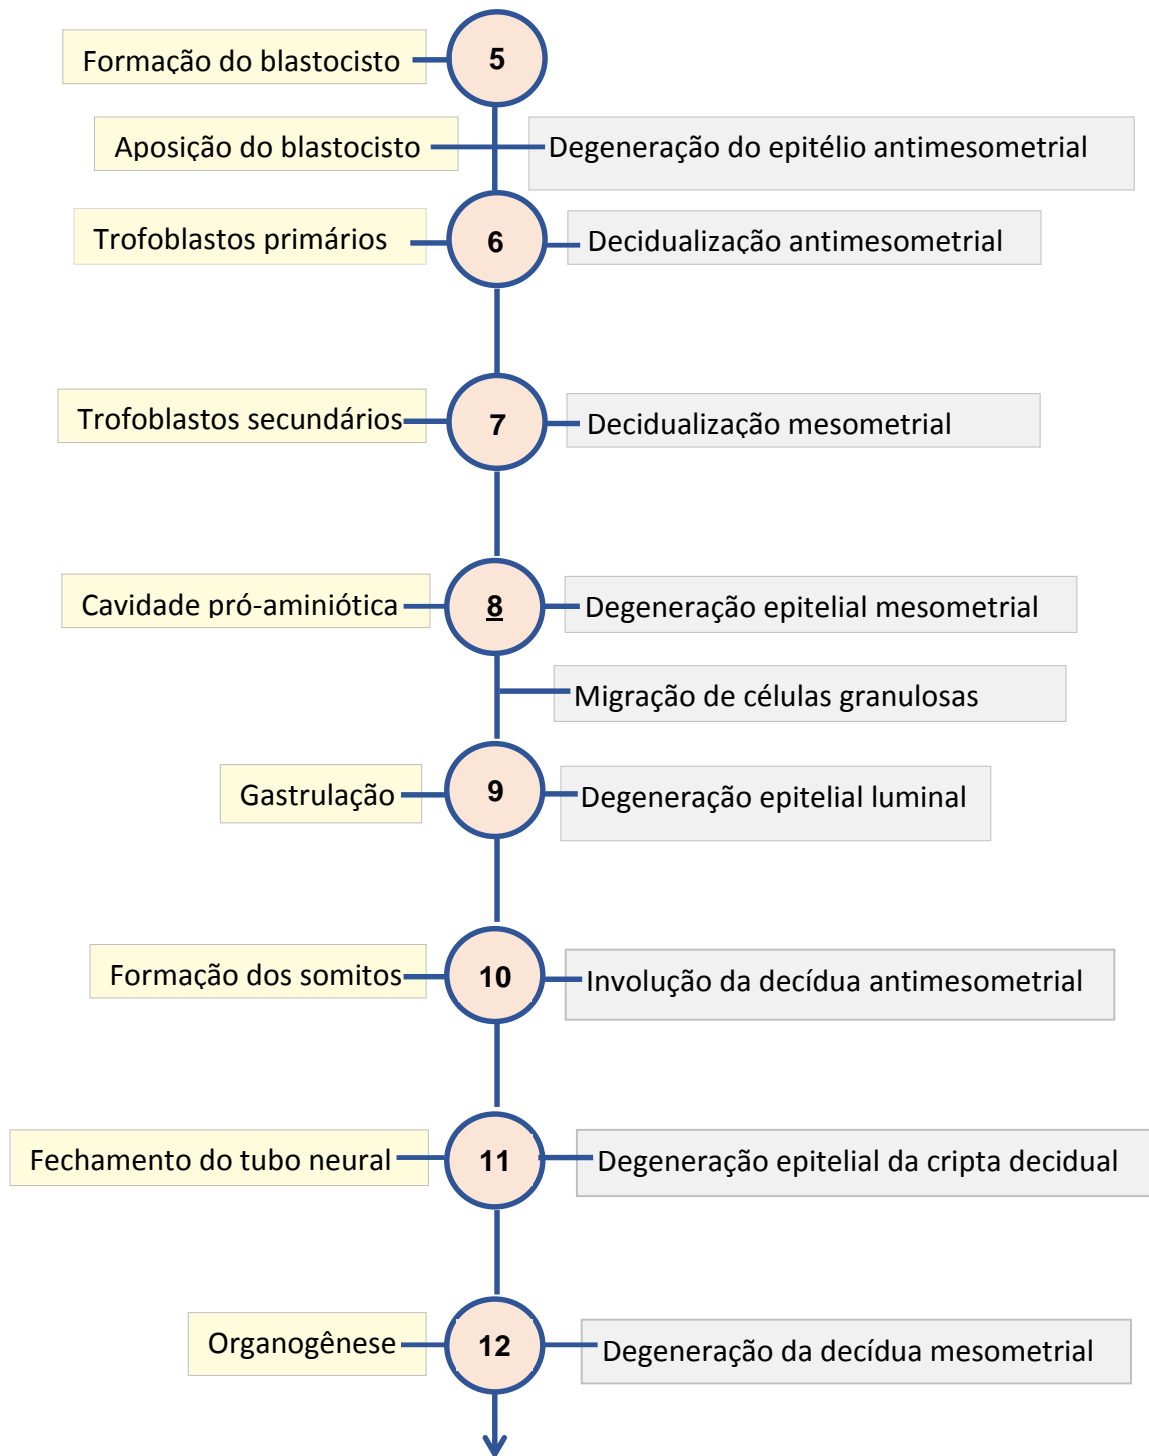 Formação do blastocisto
5
Aposição do blastocisto
Degeneração do epitélio antimesometrial
Trofoblastos primários
6
Decidualização antimesometrial
Trofoblastos secundários
7
Decidualização mesometrial
Cavidade pró-aminiótica
8
Degeneração epitelial mesometrial
Migração de células granulosas
Gastrulação
9
Degeneração epitelial luminal
Formação dos somitos
10
Involução da decídua antimesometrial
Fechamento do tubo neural
11
Degeneração epitelial da cripta decidual
Organogênese
12
Degeneração da decídua mesometrial